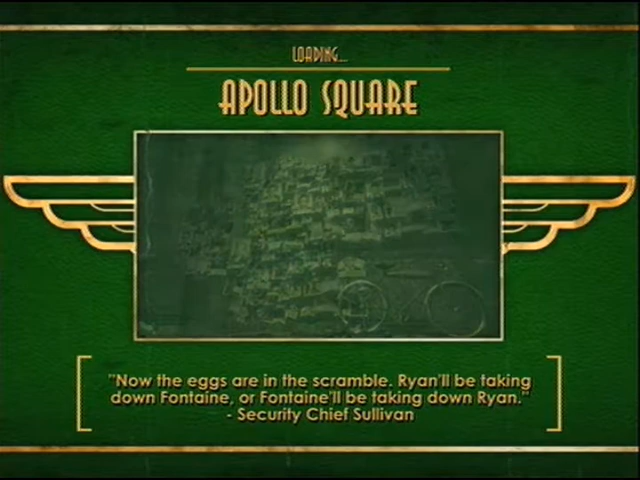 LOADING...
APOLLO SQUARE
"Now the eggs are in the scramble. Ryan'll be taking
down Fontaine, or Fontaine'll be taking down Ryan."
- Security Chief Sullivan